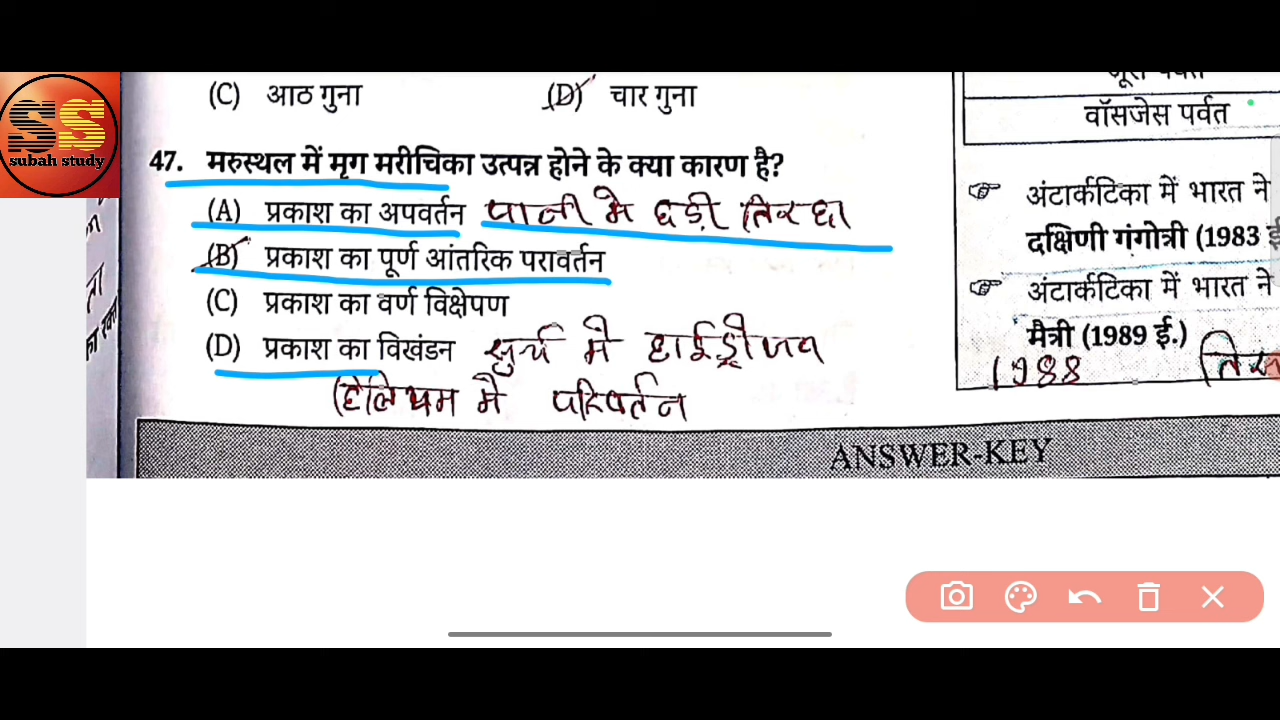 SS
subah study
(C) आठ गुना (D) चार गुना
47. मरुस्थल में मृग मरीचिका उत्पन्न होने के क्या कारण है?
(A) प्रकाश का अपवर्तन पानी मे छड़ी तिरछा
(B) प्रकाश का पूर्ण आंतरिक परावर्तन
(C) प्रकाश का वर्ण विक्षेपण
(D) प्रकाश का विखंडन सुर्य मे हाईड्रीजन
(हेलियम मे परिवर्तन
ANSWER-KEY
वॉसजेस पर्वत
अंटार्कटिका में भारत ने
दक्षिणी गंगोत्री (1983 ई
अंटार्कटिका में भारत ने
मैत्री (1989 ई.)
1988